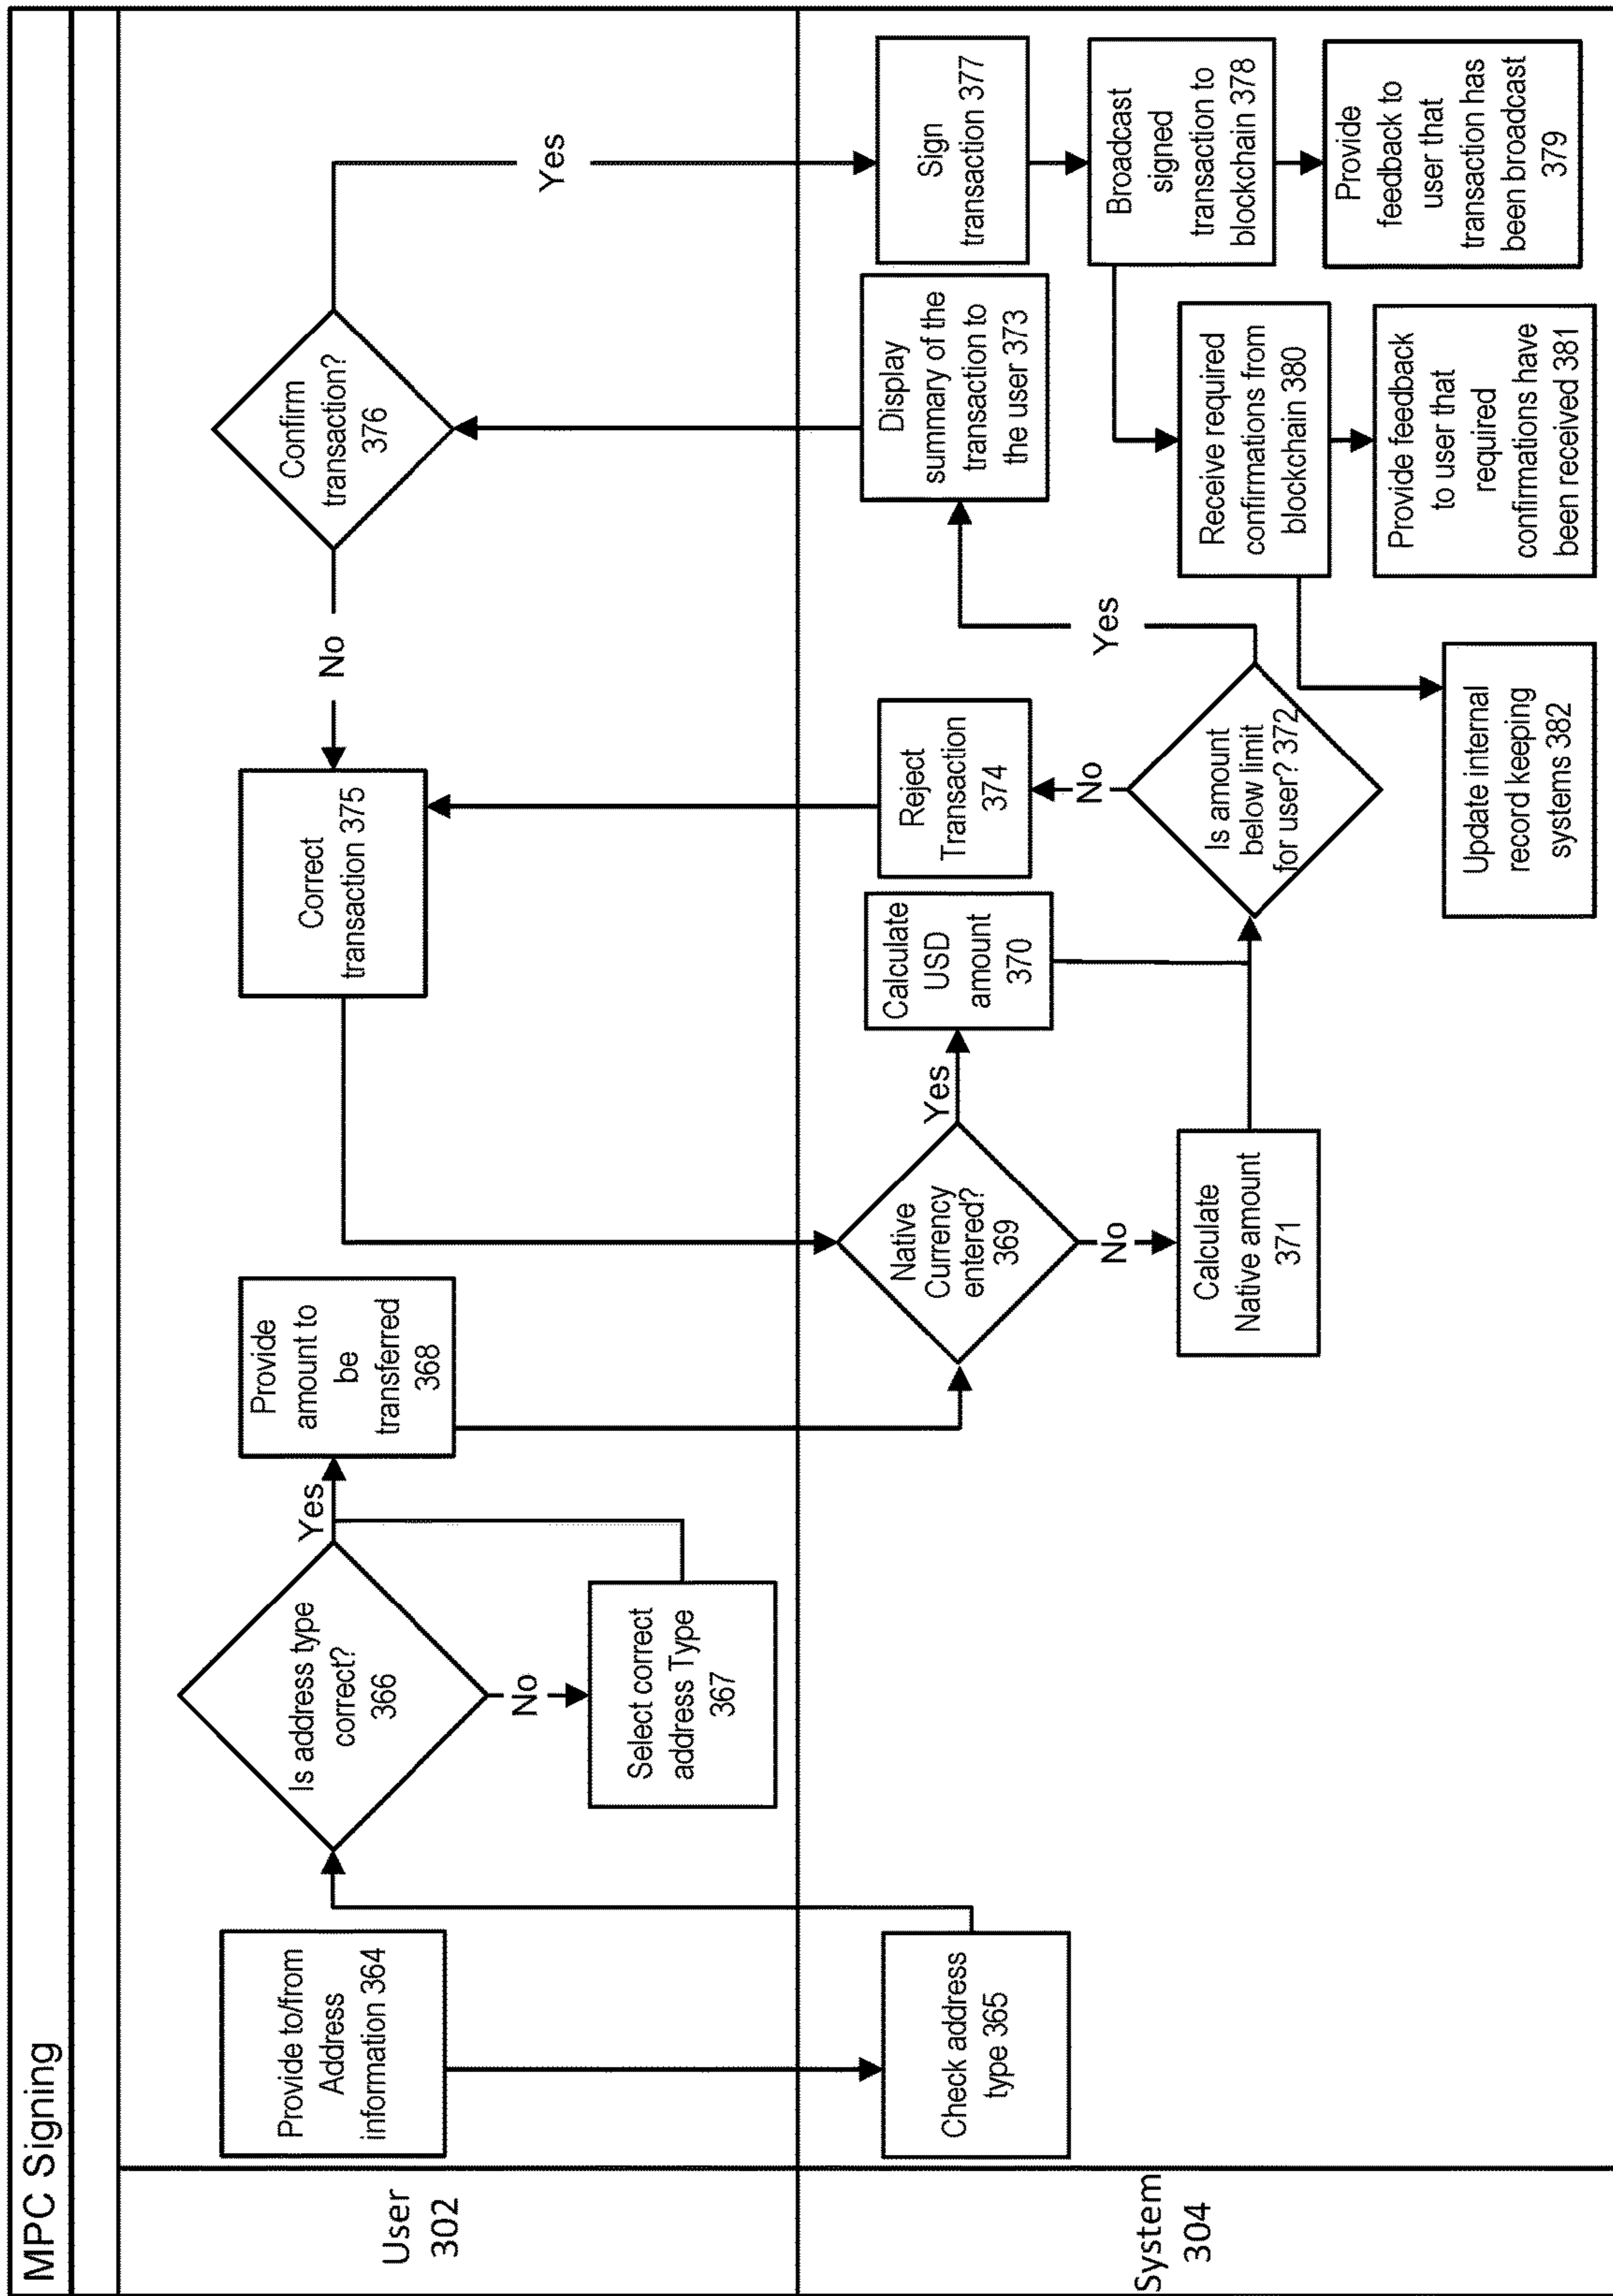 MPC Signing
User
302
Provide to/from
Address
information 364
Is address type
correct?
366
Yes
No
Select correct
address Type
367
Provide
amount to
be
transferred
368
Correct
transaction 375
No
Confirm
transaction?
376
Yes
System
304
Check address
type 365
Native
Currency
entered?
369
Yes
No
Calculate
USD
amount
370
Calculate
Native amount
371
Reject
Transaction
374
No
Is amount
below limit
for user? 372
Yes
Display
summary of the
transaction to
the user 373
Sign
transaction 377
Broadcast
signed
transaction to
blockchain 378
Provide
feedback to
user that
transaction has
been broadcast
379
Receive required
confirmations from
blockchain 380
Provide feedback
to user that
required
confirmations have
been received 381
Update internal
record keeping
systems 382